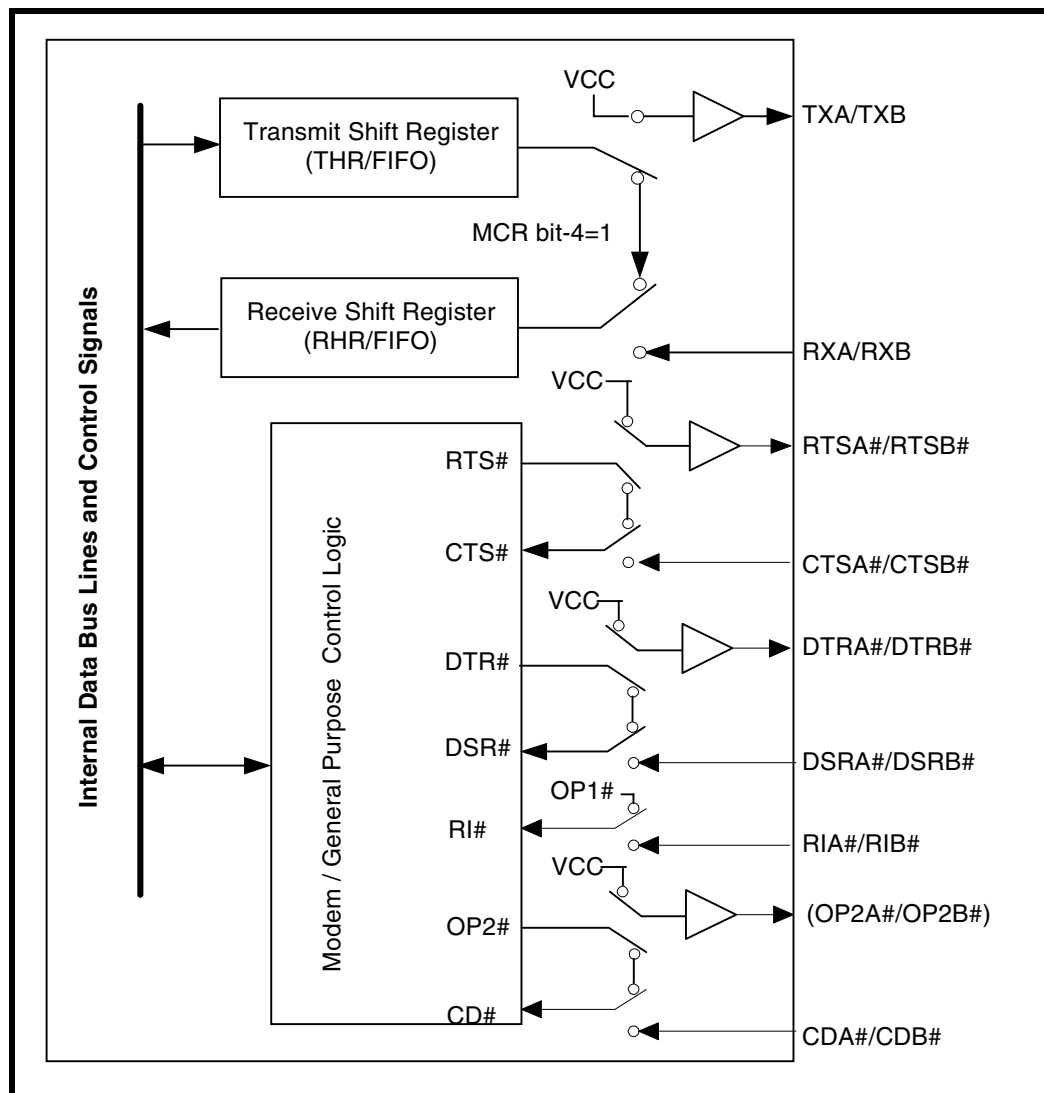 VCC
TXA/TXB
Transmit Shift Register
(THR/FIFO)
MCR bit-4=1
Receive Shift Register
(RHR/FIFO)
RXA/RXB
VCC
RTSA#/RTSB#
RTS#
CTS#
CTSA#/CTSB#
VCC
DTRA#/DTRB#
DTR#
DSR#
DSRA#/DSRB#
OP1#
RI#
RIA#/RIB#
VCC
(OP2A#/OP2B#)
OP2#
CD#
CDA#/CDB#
Internal Data Bus Lines and Control Signals
Modem / General Purpose Control Logic